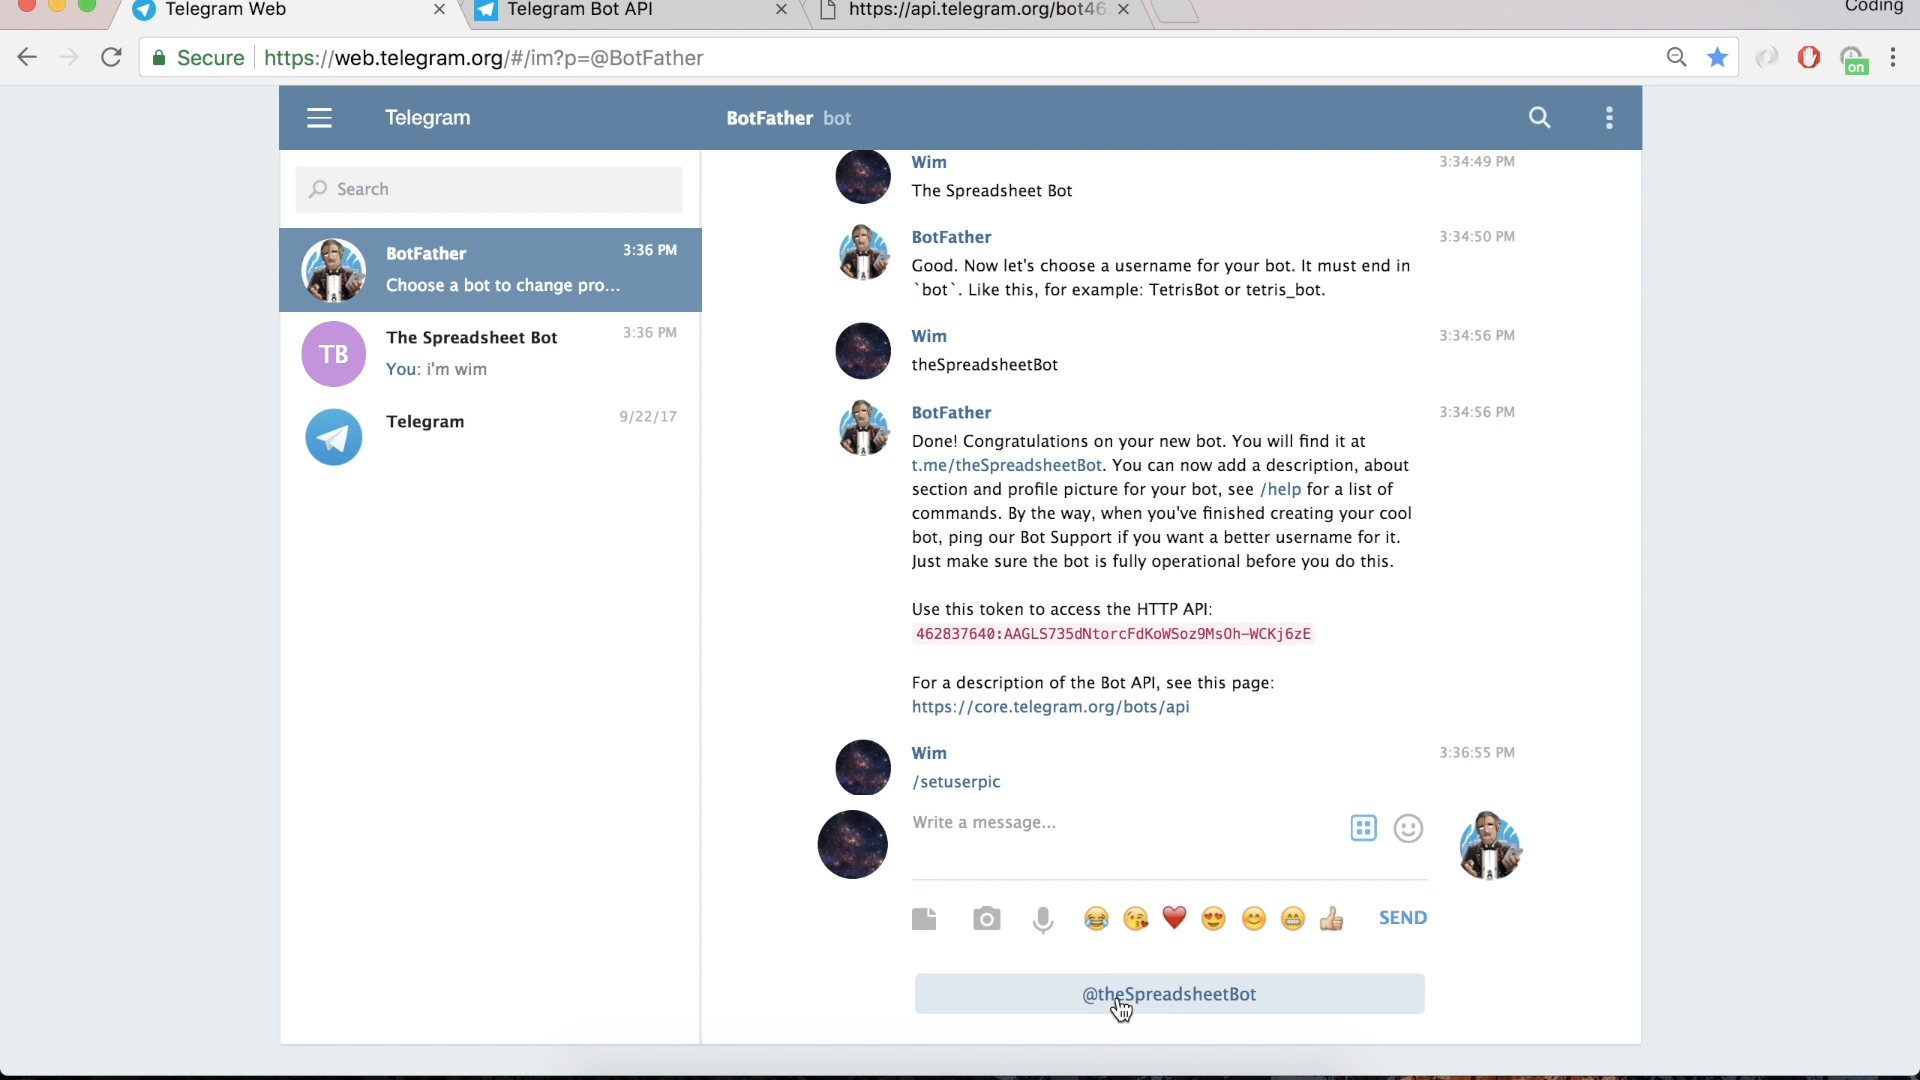 Telegram Web
Telegram Bot API
https://api.telegram.org/bot46
Coding
Secure
https://web.telegram.org/#/im?p=@BotFather
on
Telegram
BotFather bot
Search
BotFather
3:36 PM
Choose a bot to change pro...
TB
The Spreadsheet Bot
3:36 PM
You: i'm wim
Telegram
9/22/17
Wim
3:34:49 PM
The Spreadsheet Bot
BotFather
3:34:50 PM
Good. Now let's choose a username for your bot. It must end in
`bot`. Like this, for example: TetrisBot or tetris_bot.
Wim
3:34:56 PM
theSpreadsheetBot
BotFather
3:34:56 PM
Done! Congratulations on your new bot. You will find it at
t.me/theSpreadsheetBot. You can now add a description, about
section and profile picture for your bot, see /help for a list of
commands. By the way, when you've finished creating your cool
bot, ping our Bot Support if you want a better username for it.
Just make sure the bot is fully operational before you do this.
Use this token to access the HTTP API:
462837640:AAGLS735dNtorcFdKoWSoz9MsOh-WCKj6zE
For a description of the Bot API, see this page:
https://core.telegram.org/bots/api
Wim
3:36:55 PM
/setuserpic
Write a message...
SEND
@theSpreadsheetBot